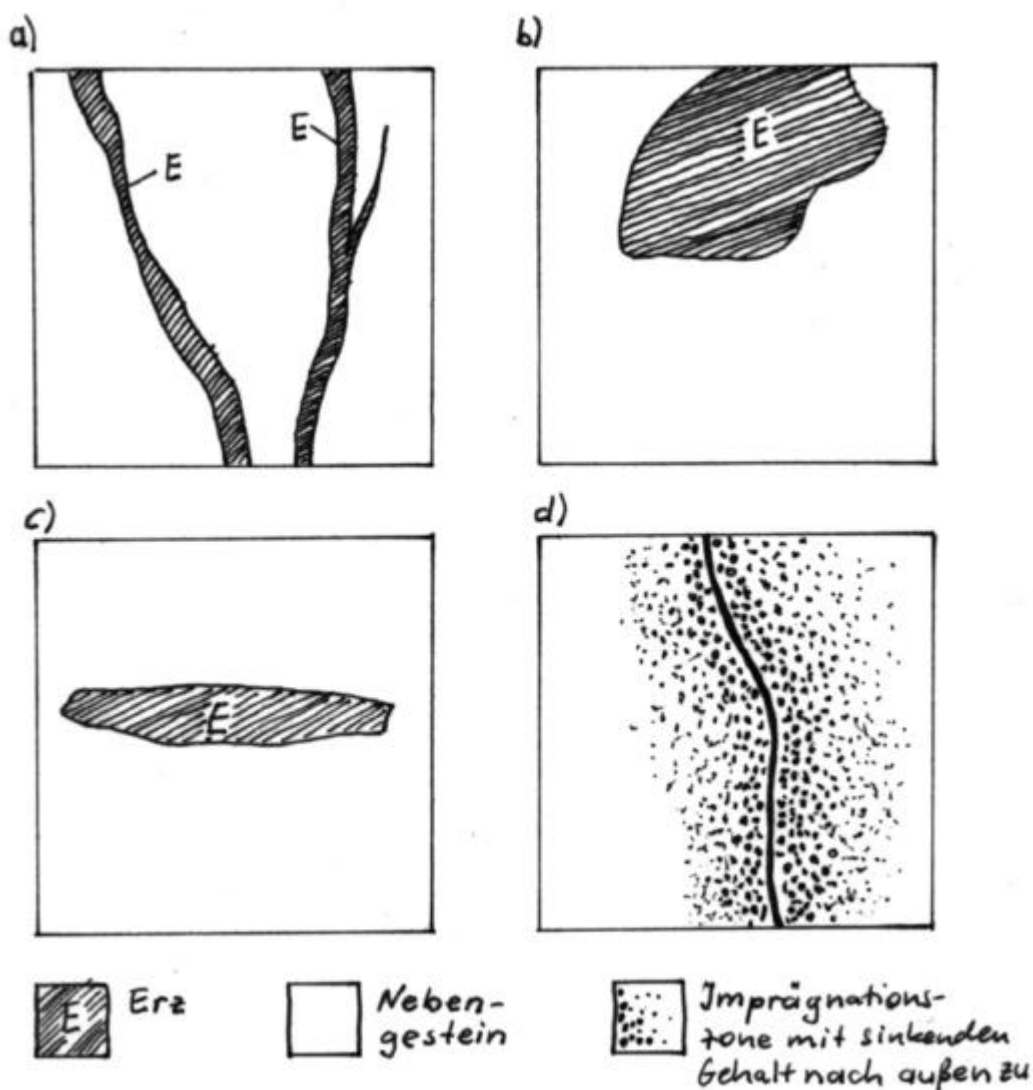 a)
b)
E
E
E
c)
d)
E
E
Erz
Neben-
gestein
Imprägnations-
zone mit sinkenden
Gehalt nach außen zu